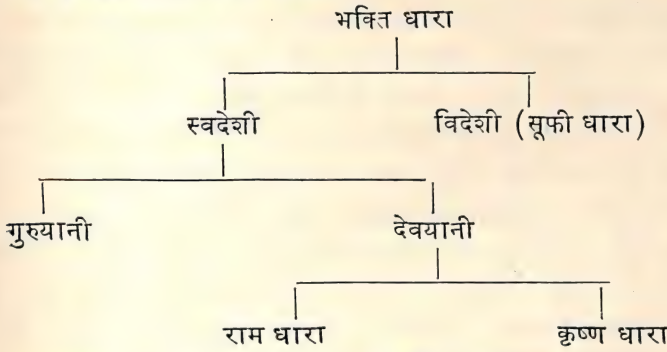 भक्ति धारा
स्वदेशी विदेशी (सूफी धारा)
गुरुयानी देवयानी
राम धारा कृष्ण धारा